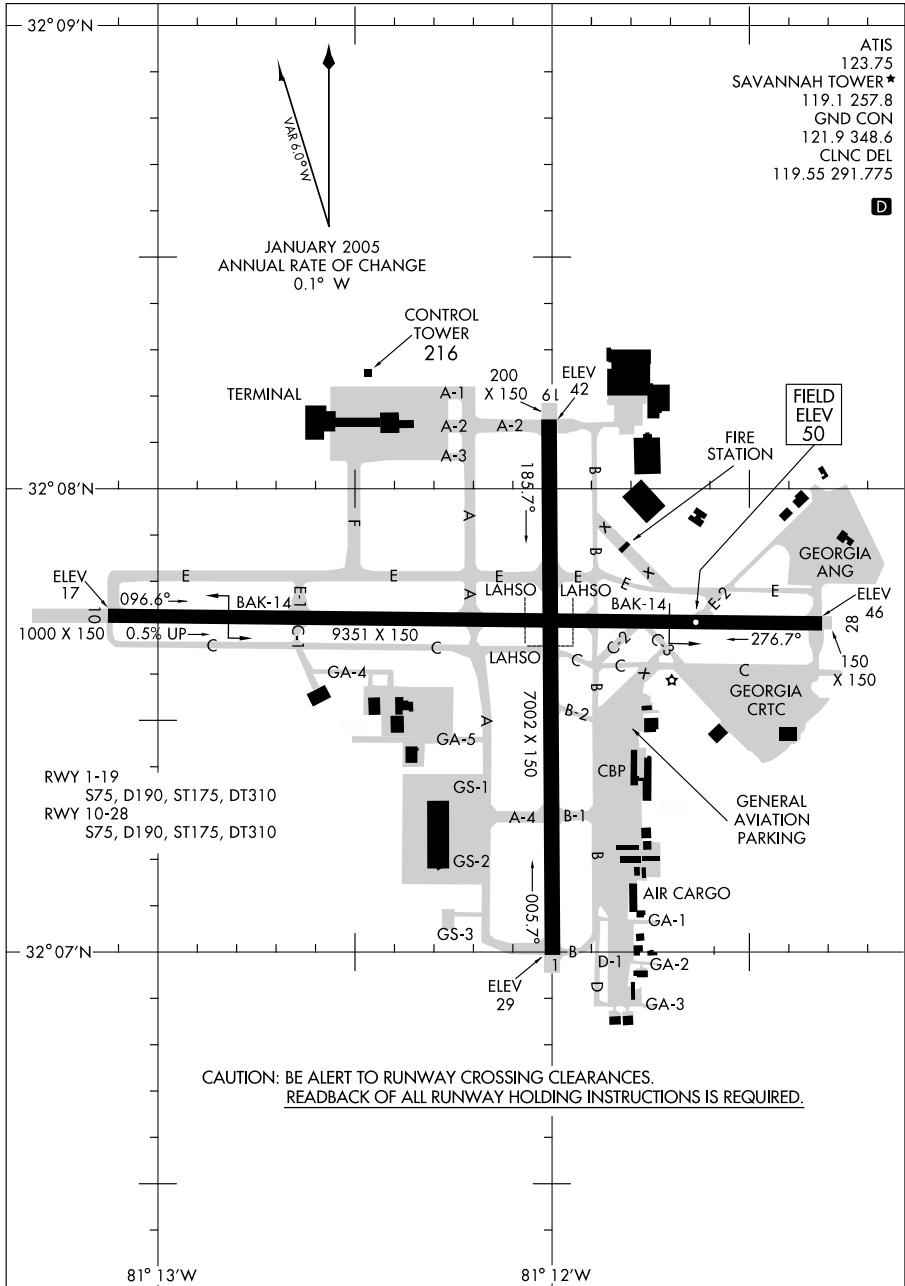 32° 09'N
ATIS
123.75
SAVANNAH TOWER★
119.1 257.8
GND CON
121.9 348.6
CLNC DEL
119.55 291.775
D
VAR 6.0° W
JANUARY 2005
ANNUAL RATE OF CHANGE
0.1° W
CONTROL
TOWER
216
TERMINAL
A-1
A-2
A-2
A-3
200
X 150
19
ELEV
42
FIELD
ELEV
50
FIRE
STATION
32° 08'N
185.7°
B
X
B
A
F
GEORGIA
ANG
ELEV
17
E
E
E
E
E
X
E-2
E
ELEV
46
10
096.6°
BAK-14
E-1
A
LAHSO
LAHSO
BAK-14
276.7°
28
1000 X 150
0.5% UP
9351 X 150
C
C-1
C
LAHSO
C
C-2
C
C-3
X
C
150
X 150
GA-4
GEORGIA
CRTC
7002 X 150
B
B-2
A
GA-5
RWY 1-19
S75, D190, ST175, DT310
RWY 10-28
S75, D190, ST175, DT310
GS-1
CBP
GENERAL
AVIATION
PARKING
A-4
B-1
GS-2
B
005.7°
AIR CARGO
GA-1
GS-3
32° 07'N
1
B
D-1
GA-2
ELEV
29
D
GA-3
CAUTION: BE ALERT TO RUNWAY CROSSING CLEARANCES.
READBACK OF ALL RUNWAY HOLDING INSTRUCTIONS IS REQUIRED.
81° 13'W
81° 12'W